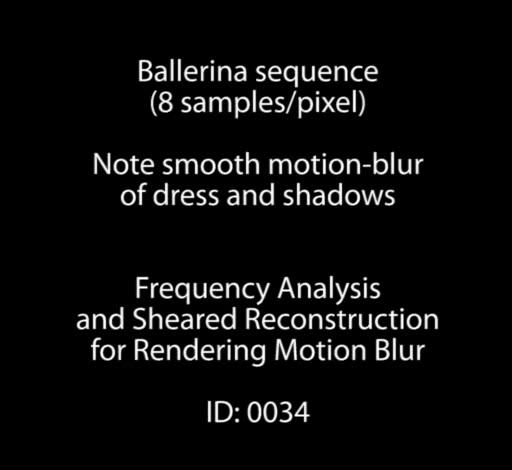 Ballerina sequence
(8 samples/pixel)
Note smooth motion-blur
of dress and shadows
Frequency Analysis
and Sheared Reconstruction
for Rendering Motion Blur
ID: 0034